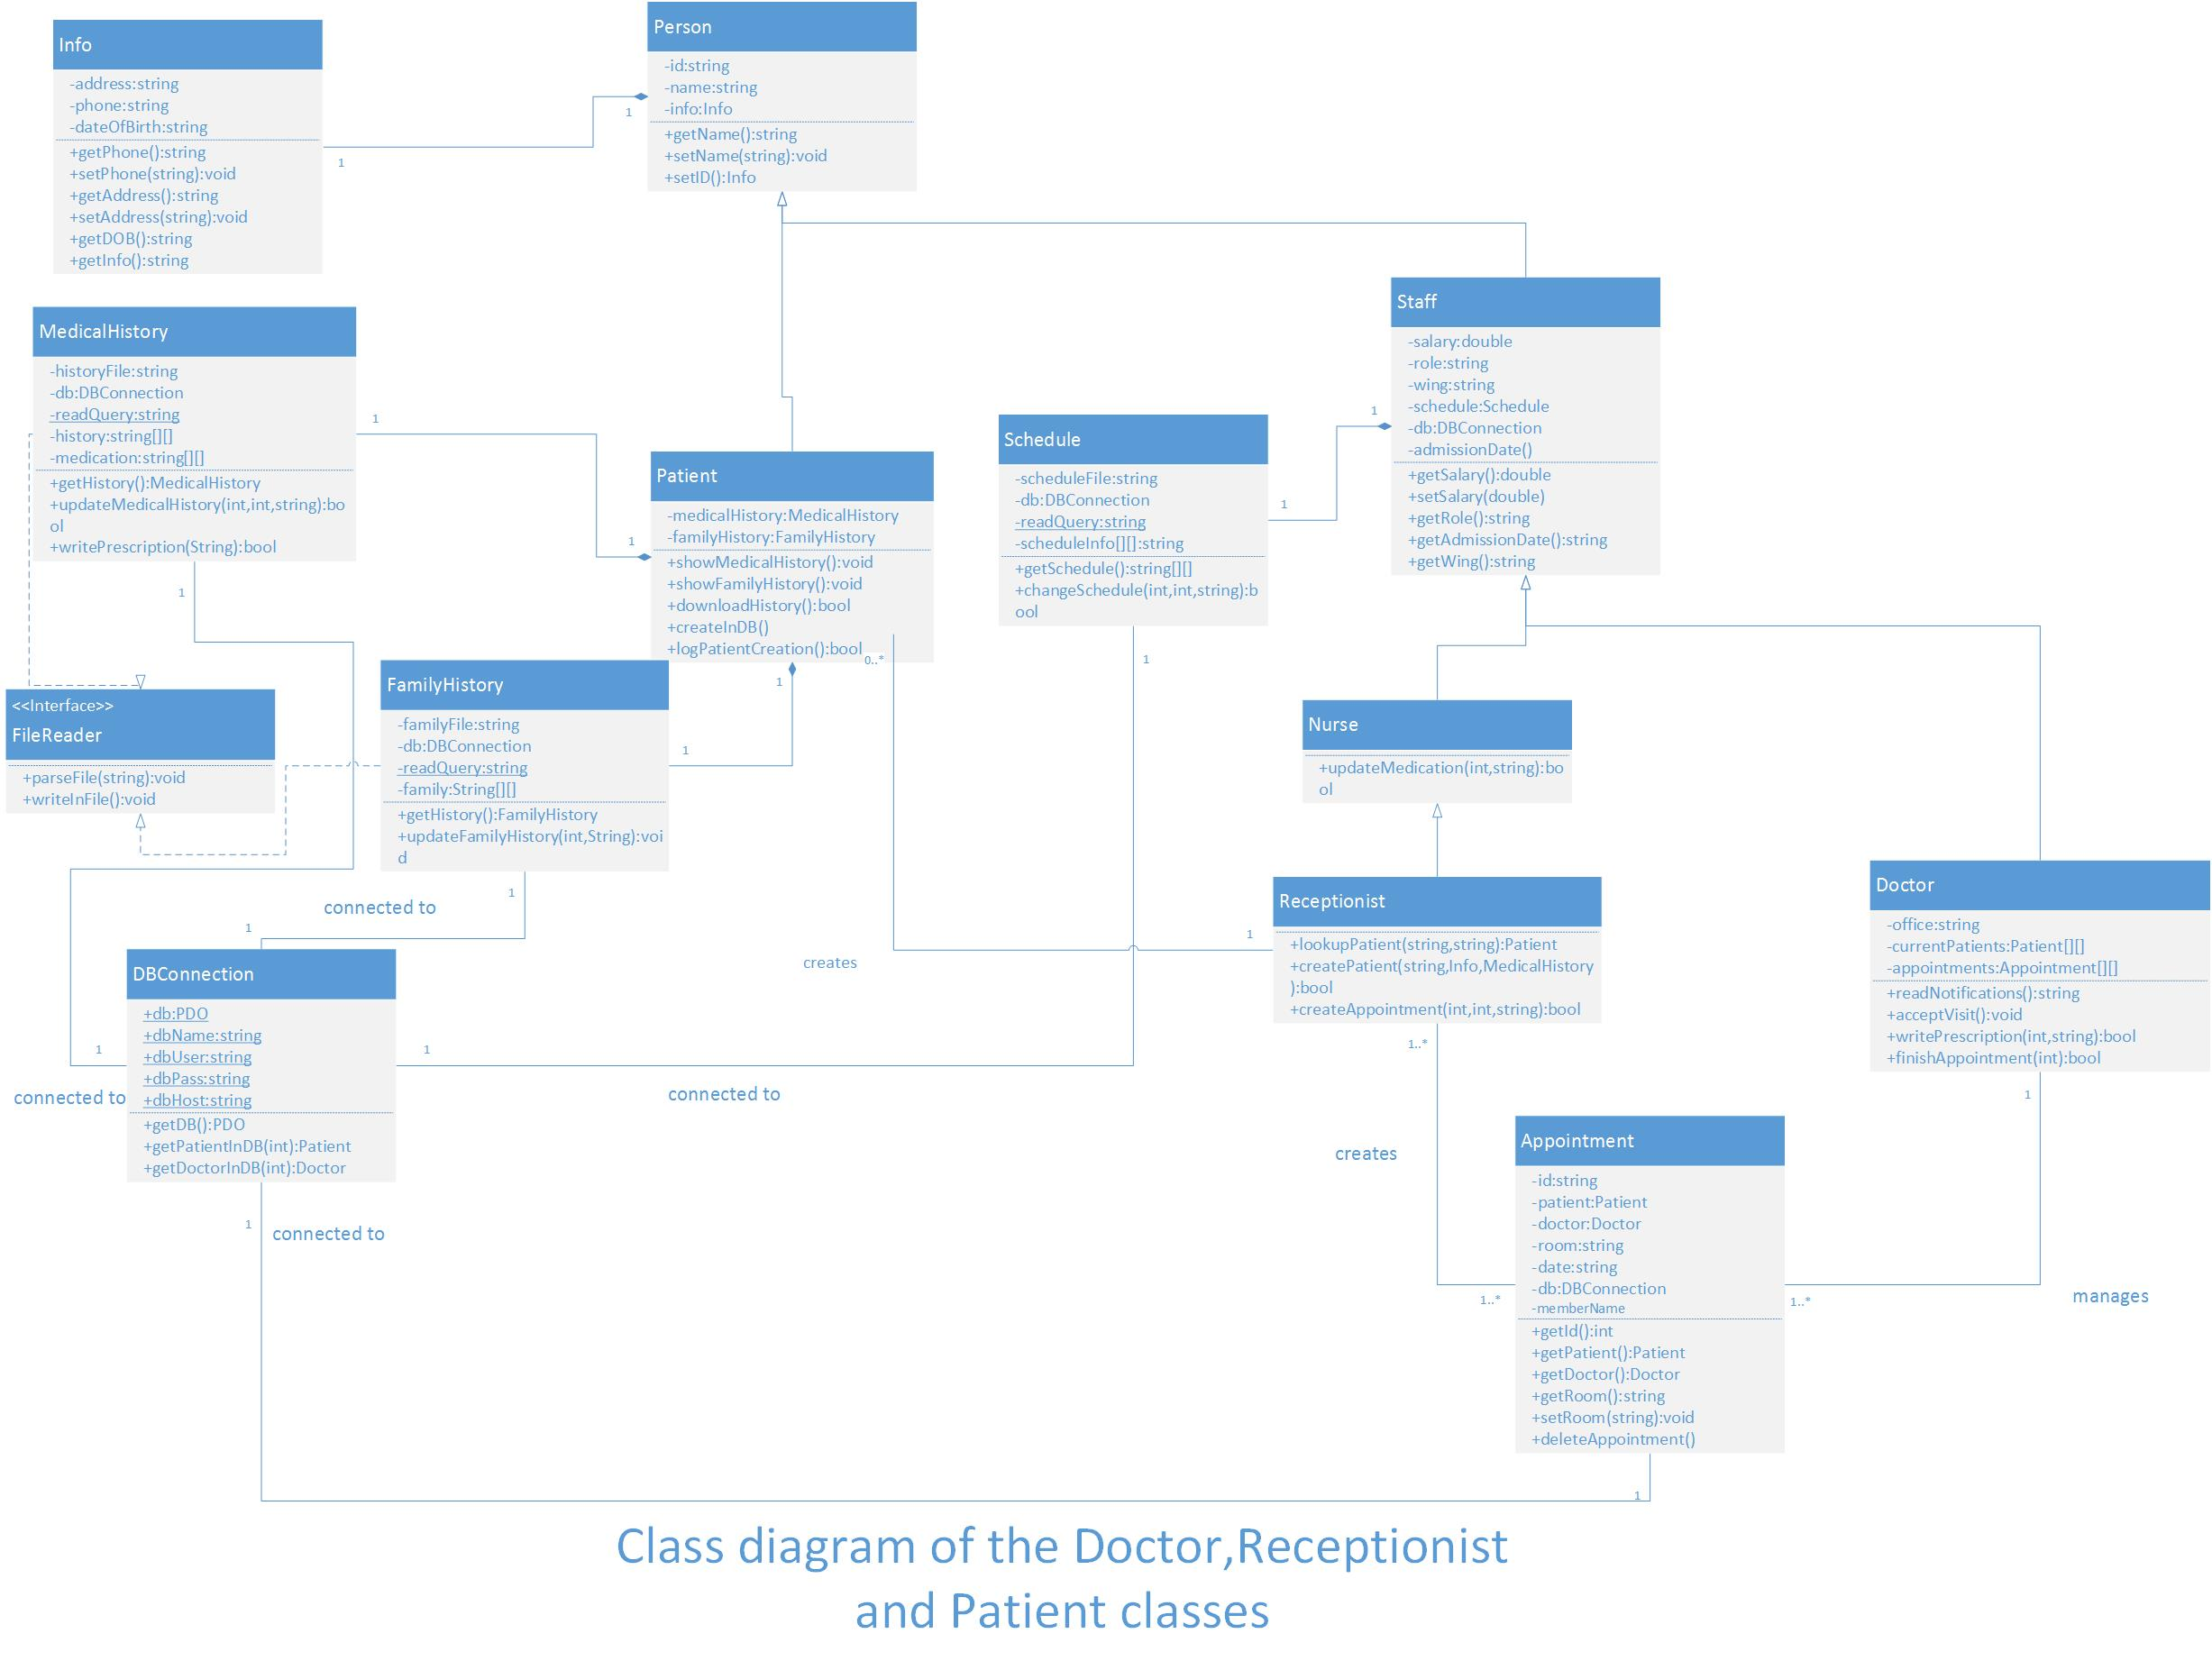 Info
-address:string
-phone:string
-dateOfBirth:string
+getPhone():string
+setPhone(string):void
+getAddress():string
+setAddress(string):void
+getDOB():string
+getInfo():string
1
1
Person
-id:string
-name:string
-info:Info
+getName():string
+setName(string):void
+setID():Info
MedicalHistory
-historyFile:string
-db:DBConnection
-readQuery:string
-history:string[][]
-medication:string[][]
+getHistory():MedicalHistory
+updateMedicalHistory(int,int,string):bo
ol
+writePrescription(String):bool
1
1
1
Patient
-medicalHistory:MedicalHistory
-familyHistory:FamilyHistory
+showMedicalHistory():void
+showFamilyHistory():void
+downloadHistory():bool
+createInDB()
+logPatientCreation():bool
0..*
1
1
Schedule
-scheduleFile:string
-db:DBConnection
-readQuery:string
-scheduleInfo[][]:string
+getSchedule():string[][]
+changeSchedule(int,int,string):b
ool
1
1
1
Staff
-salary:double
-role:string
-wing:string
-schedule:Schedule
-db:DBConnection
-admissionDate()
+getSalary():double
+setSalary(double)
+getRole():string
+getAdmissionDate():string
+getWing():string
<<Interface>>
FileReader
+parseFile(string):void
+writeInFile():void
FamilyHistory
-familyFile:string
-db:DBConnection
-readQuery:string
-family:String[][]
+getHistory():FamilyHistory
+updateFamilyHistory(int,String):voi
d
1
connected to
1
Nurse
+updateMedication(int,string):bo
ol
Receptionist
+lookupPatient(string,string):Patient
+createPatient(string,Info,MedicalHistory
):bool
+createAppointment(int,int,string):bool
1
creates
1..*
creates
1..*
Doctor
-office:string
-currentPatients:Patient[][]
-appointments:Appointment[][]
+readNotifications():string
+acceptVisit():void
+writePrescription(int,string):bool
+finishAppointment(int):bool
1
manages
1..*
DBConnection
+db:PDO
+dbName:string
+dbUser:string
+dbPass:string
+dbHost:string
+getDB():PDO
+getPatientInDB(int):Patient
+getDoctorInDB(int):Doctor
1
connected to
1
connected to
1
connected to
Appointment
-id:string
-patient:Patient
-doctor:Doctor
-room:string
-date:string
-db:DBConnection
-memberName
+getId():int
+getPatient():Patient
+getDoctor():Doctor
+getRoom():string
+setRoom(string):void
+deleteAppointment()
1
Class diagram of the Doctor,Receptionist
and Patient classes